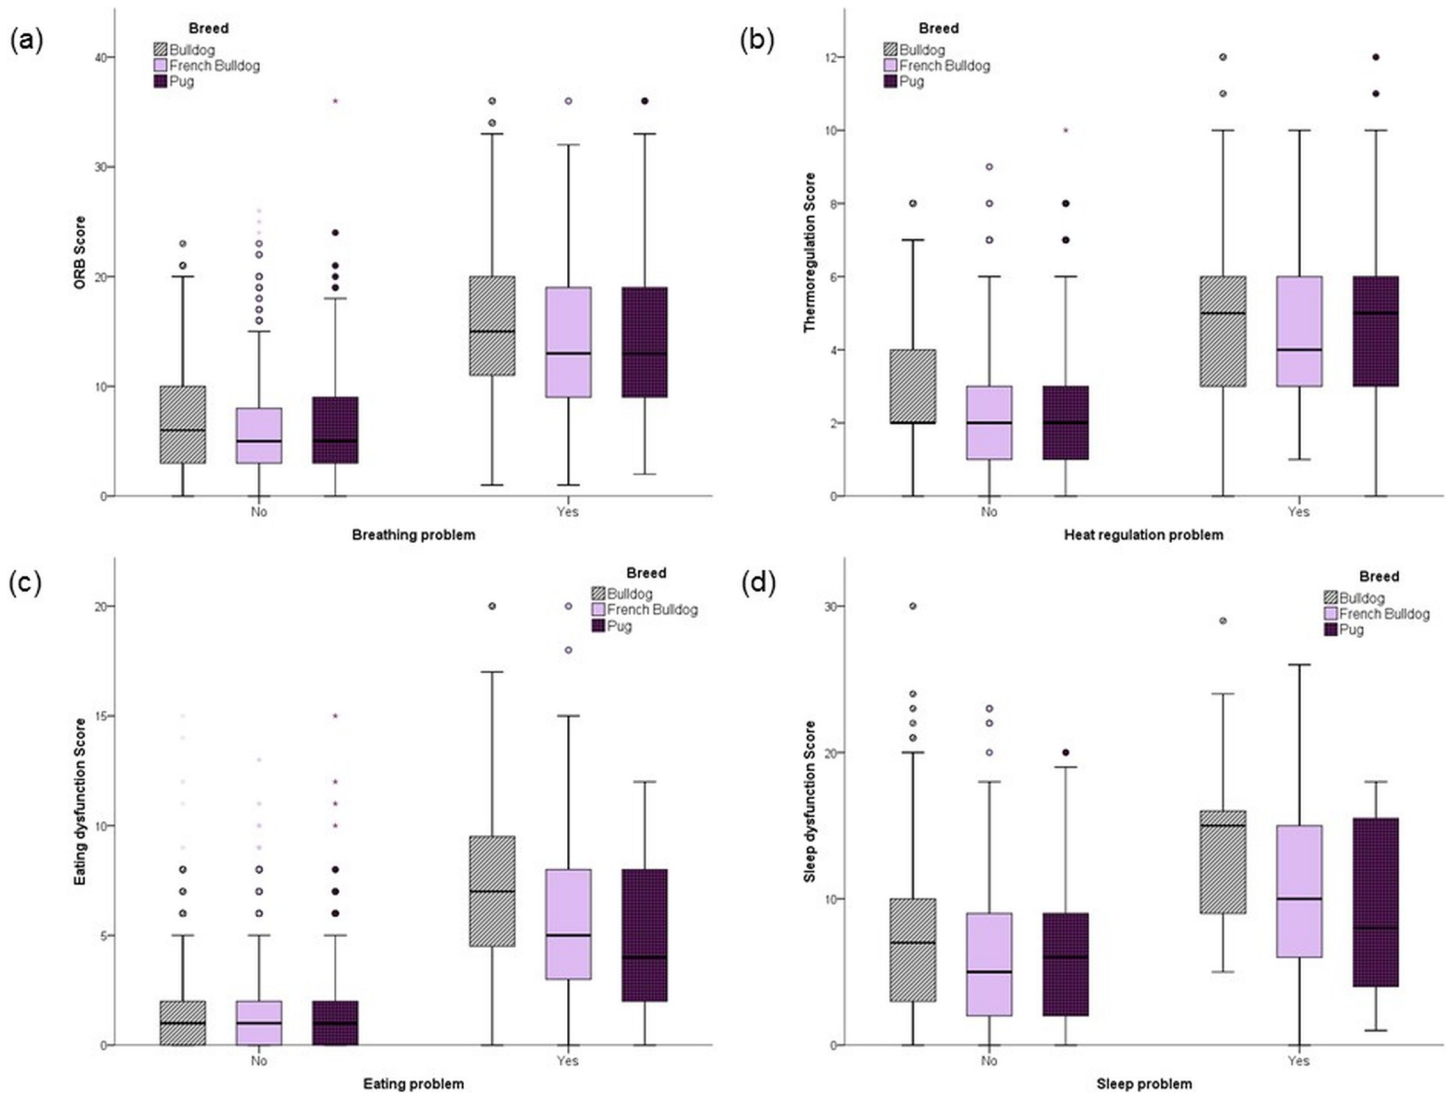 (a)
Breed
Bulldog
French Bulldog
Pug
40
30
20
10
0
ORB Score
No
Yes
Breathing problem
(b)
Breed
Bulldog
French Bulldog
Pug
12
10
8
6
4
2
0
Thermoregulation Score
No
Yes
Heat regulation problem
(c)
Breed
Bulldog
French Bulldog
Pug
20
15
10
5
0
Eating dysfunction Score
No
Yes
Eating problem
(d)
Breed
Bulldog
French Bulldog
Pug
30
20
10
0
Sleep dysfunction Score
No
Yes
Sleep problem